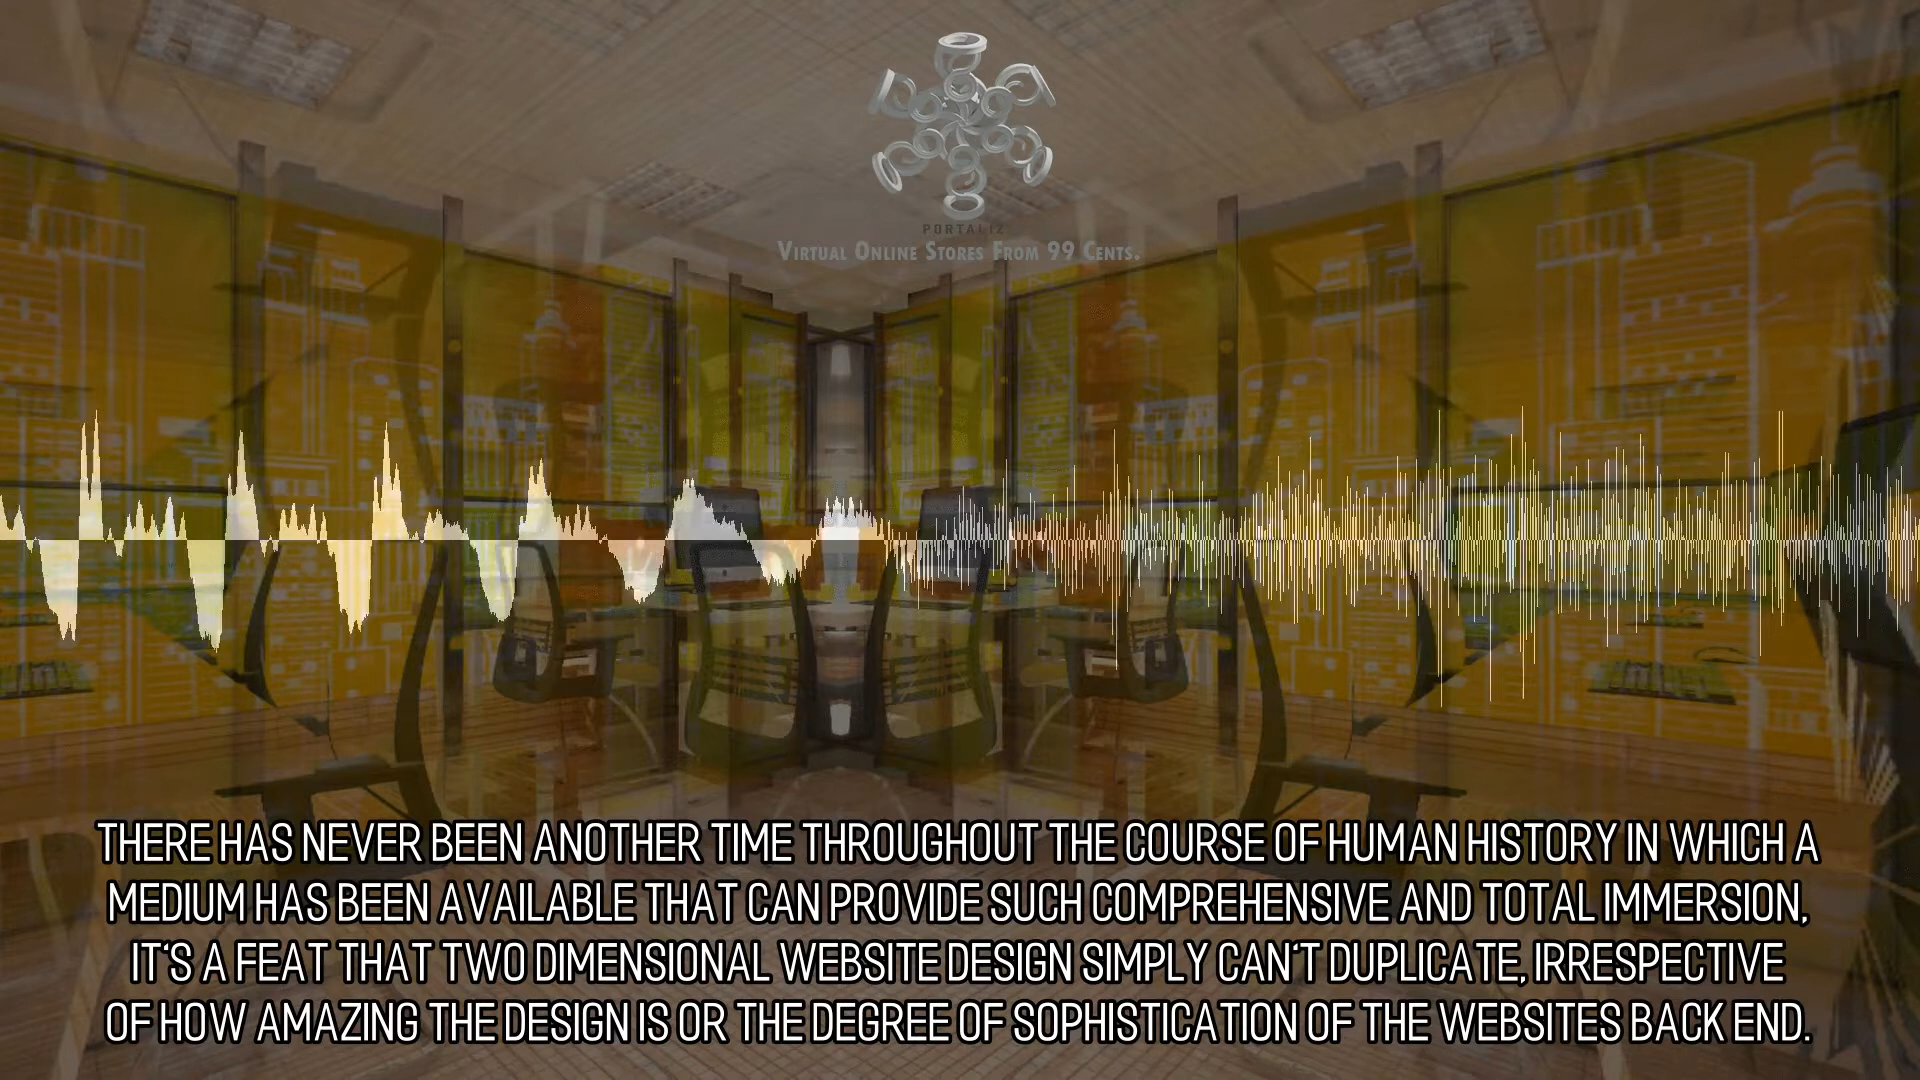 PORTALIZ
VIRTUAL ONLINE STORES FROM 99 CENTS.
THERE HAS NEVER BEEN ANOTHER TIME THROUGHOUT THE COURSE OF HUMAN HISTORY IN WHICH A
MEDIUM HAS BEEN AVAILABLE THAT CAN PROVIDE SUCH COMPREHENSIVE AND TOTAL IMMERSION,
IT'S A FEAT THAT TWO DIMENSIONAL WEBSITE DESIGN SIMPLY CAN'T DUPLICATE, IRRESPECTIVE
OF HOW AMAZING THE DESIGN IS OR THE DEGREE OF SOPHISTICATION OF THE WEBSITES BACK END.